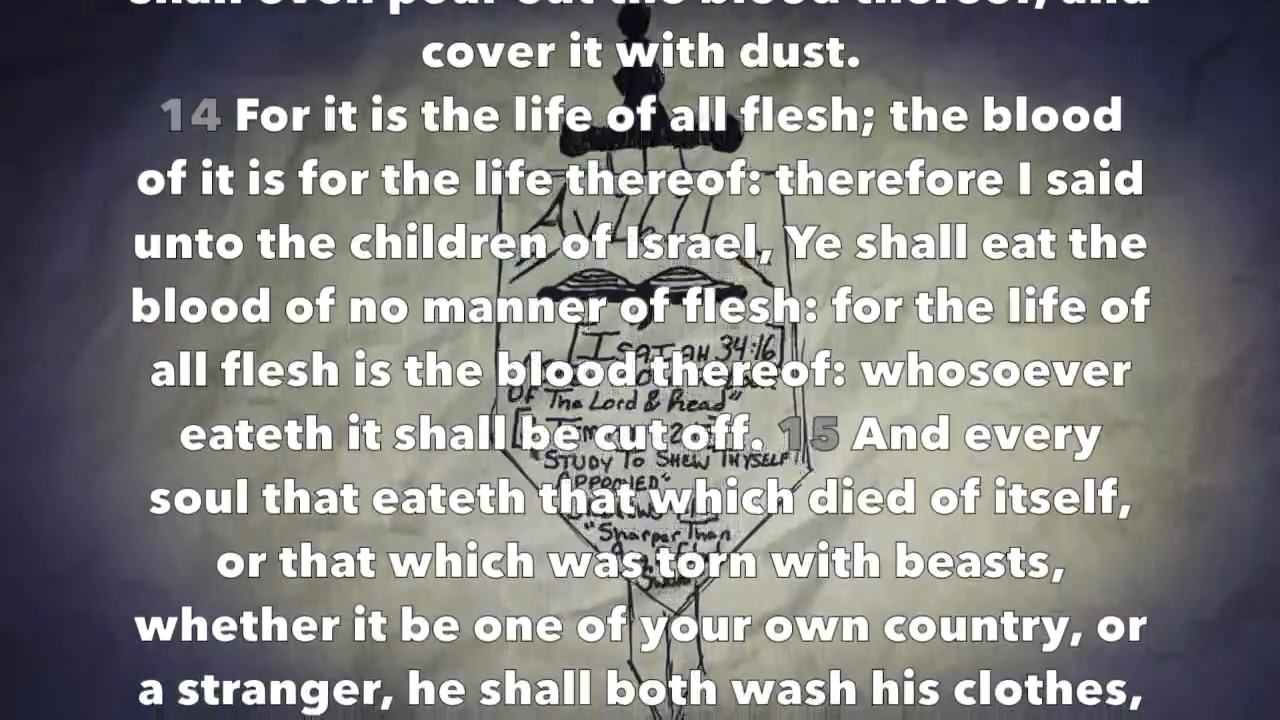 shall even pour out the blood thereof, and
cover it with dust.
14 For it is the life of all flesh; the blood
of it is for the life thereof: therefore I said
unto the children of Israel, Ye shall eat the
blood of no manner of flesh: for the life of
all flesh is the blood thereof: whosoever
eateth it shall be cut off. 15 And every
soul that eateth that which died of itself,
or that which was torn with beasts,
whether it be one of your own country, or
a stranger, he shall both wash his clothes,
[ISAIAH 34:16]
Of The Lord & Read"
"STUDY To SHEW THYSELF
"Sharper Than